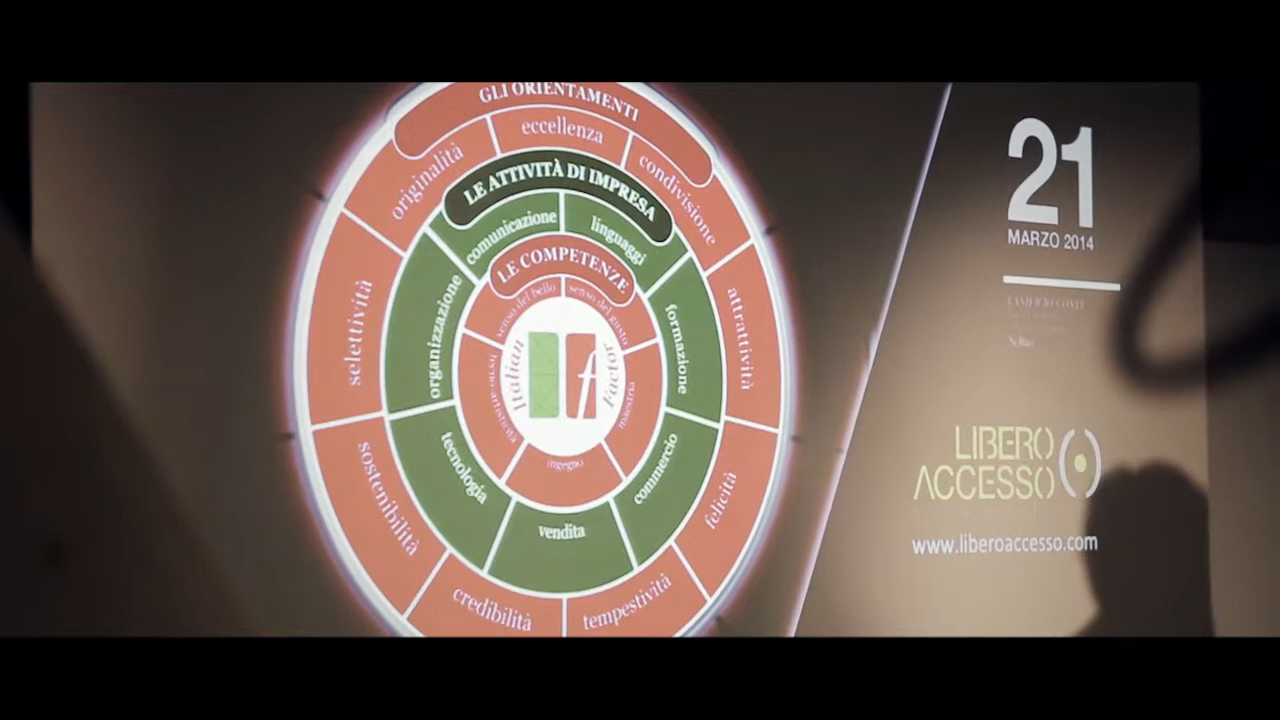 GLI ORIENTAMENTI
originalità
eccellenza
condivisione
selettività
attrattività
sostenibilità
felicità
credibilità
tempestività
LE ATTIVITÀ DI IMPRESA
comunicazione
linguaggi
organizzazione
formazione
tecnologia
commercio
vendita
LE COMPETENZE
senso del bello
senso del gusto
maestria
ingegno
Italian
f
Factor
21
MARZO 2014
LIBERO
ACCESSO
www.liberoaccesso.com